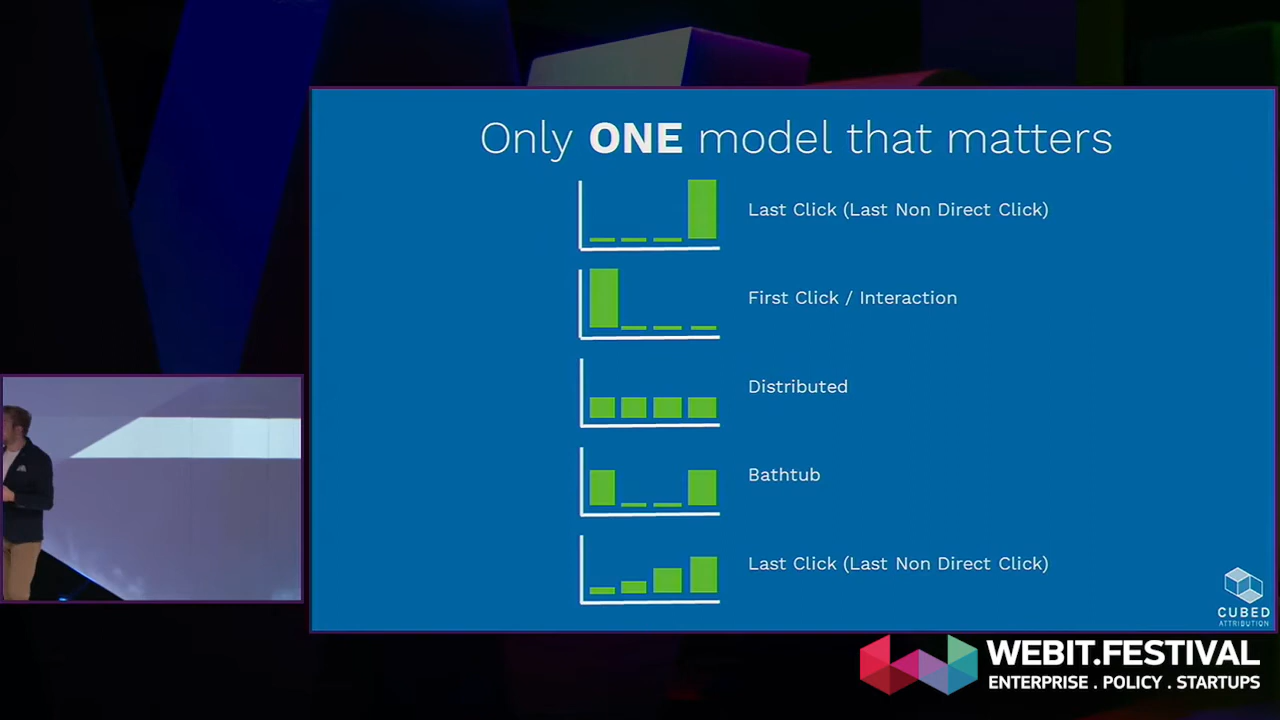 Only ONE model that matters
Last Click (Last Non Direct Click)
First Click / Interaction
Distributed
Bathtub
Last Click (Last Non Direct Click)
CUBED
ATTRIBUTION
WEBIT.FESTIVAL
ENTERPRISE . POLICY . STARTUPS